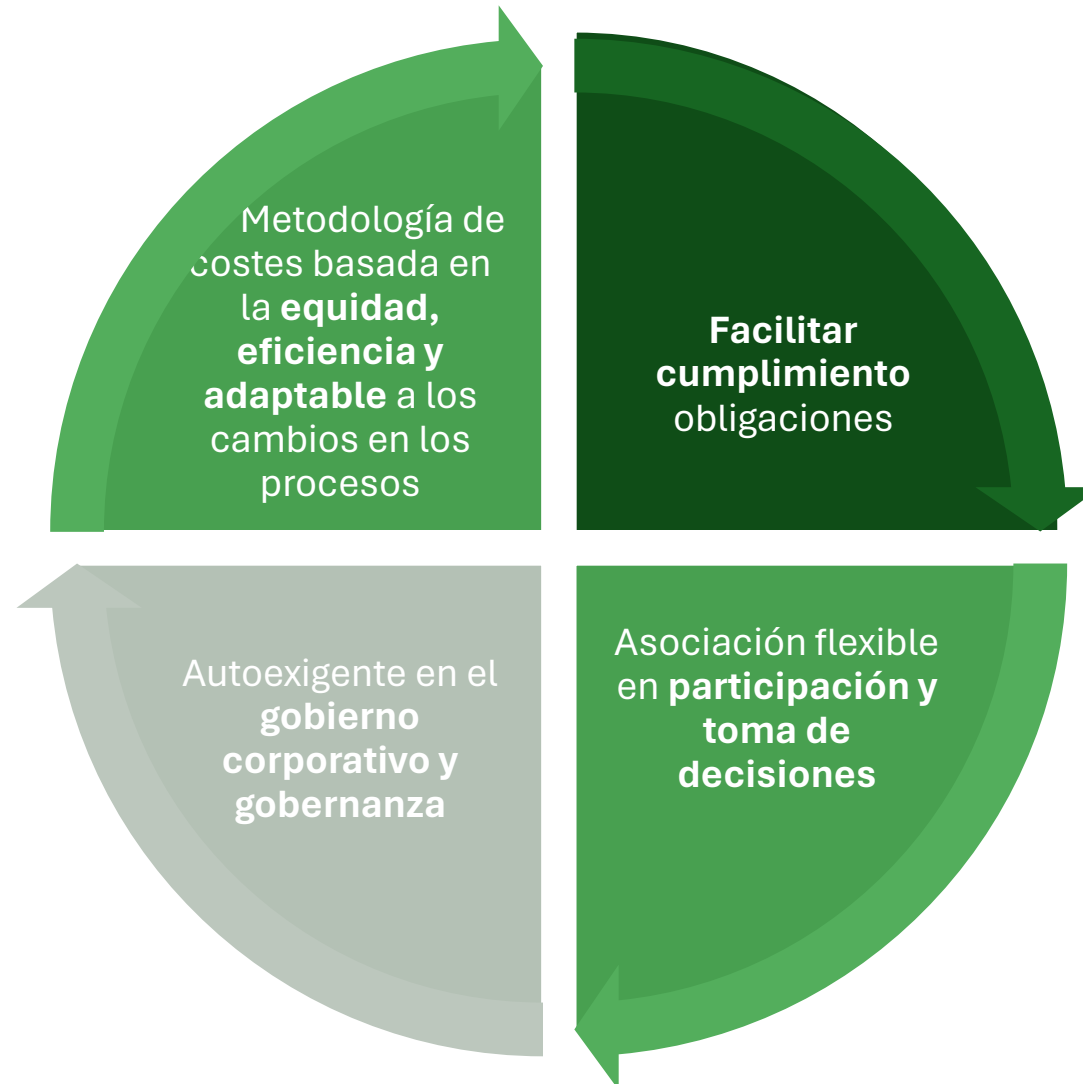 Metodología de
costes basada en
la equidad,
eficiencia y
adaptable a los
cambios en los
procesos
Facilitar
cumplimiento
obligaciones
Autoexigente en el
gobierno
corporativo y
gobernanza
Asociación flexible
en participación y
toma de
decisiones